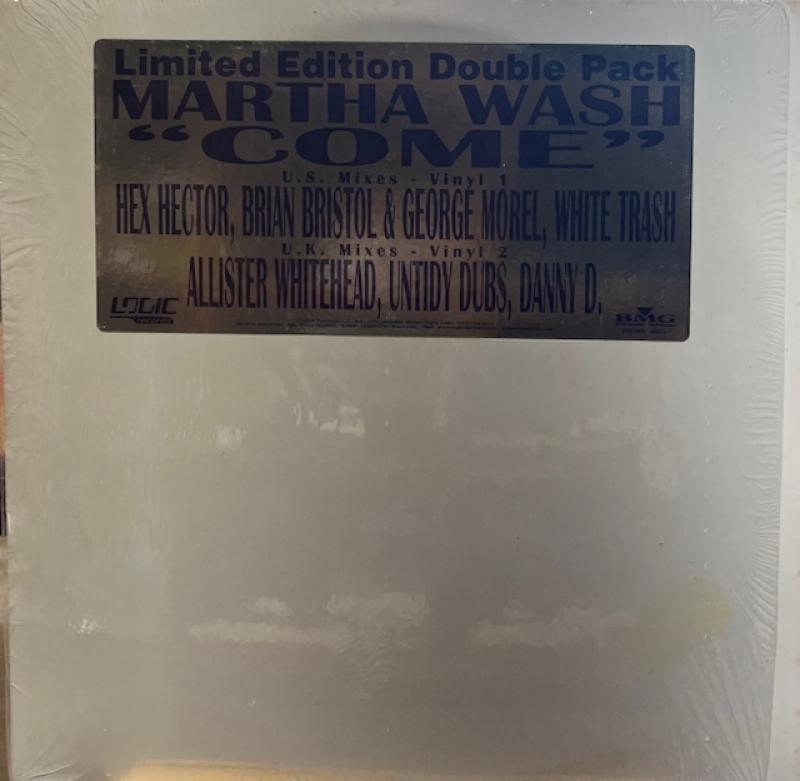 Limited Edition Double Pack
MARTHA WASH
“COME”
U.S. Mixes - Vinyl 1
HEX HECTOR, BRIAN BRISTOL & GEORGE MOREL, WHITE TRASH
U.K. Mixes - Vinyl 2
ALLISTER WHITEHEAD, UNTIDY DUBS, DANNY D.
LOGIC
BMG